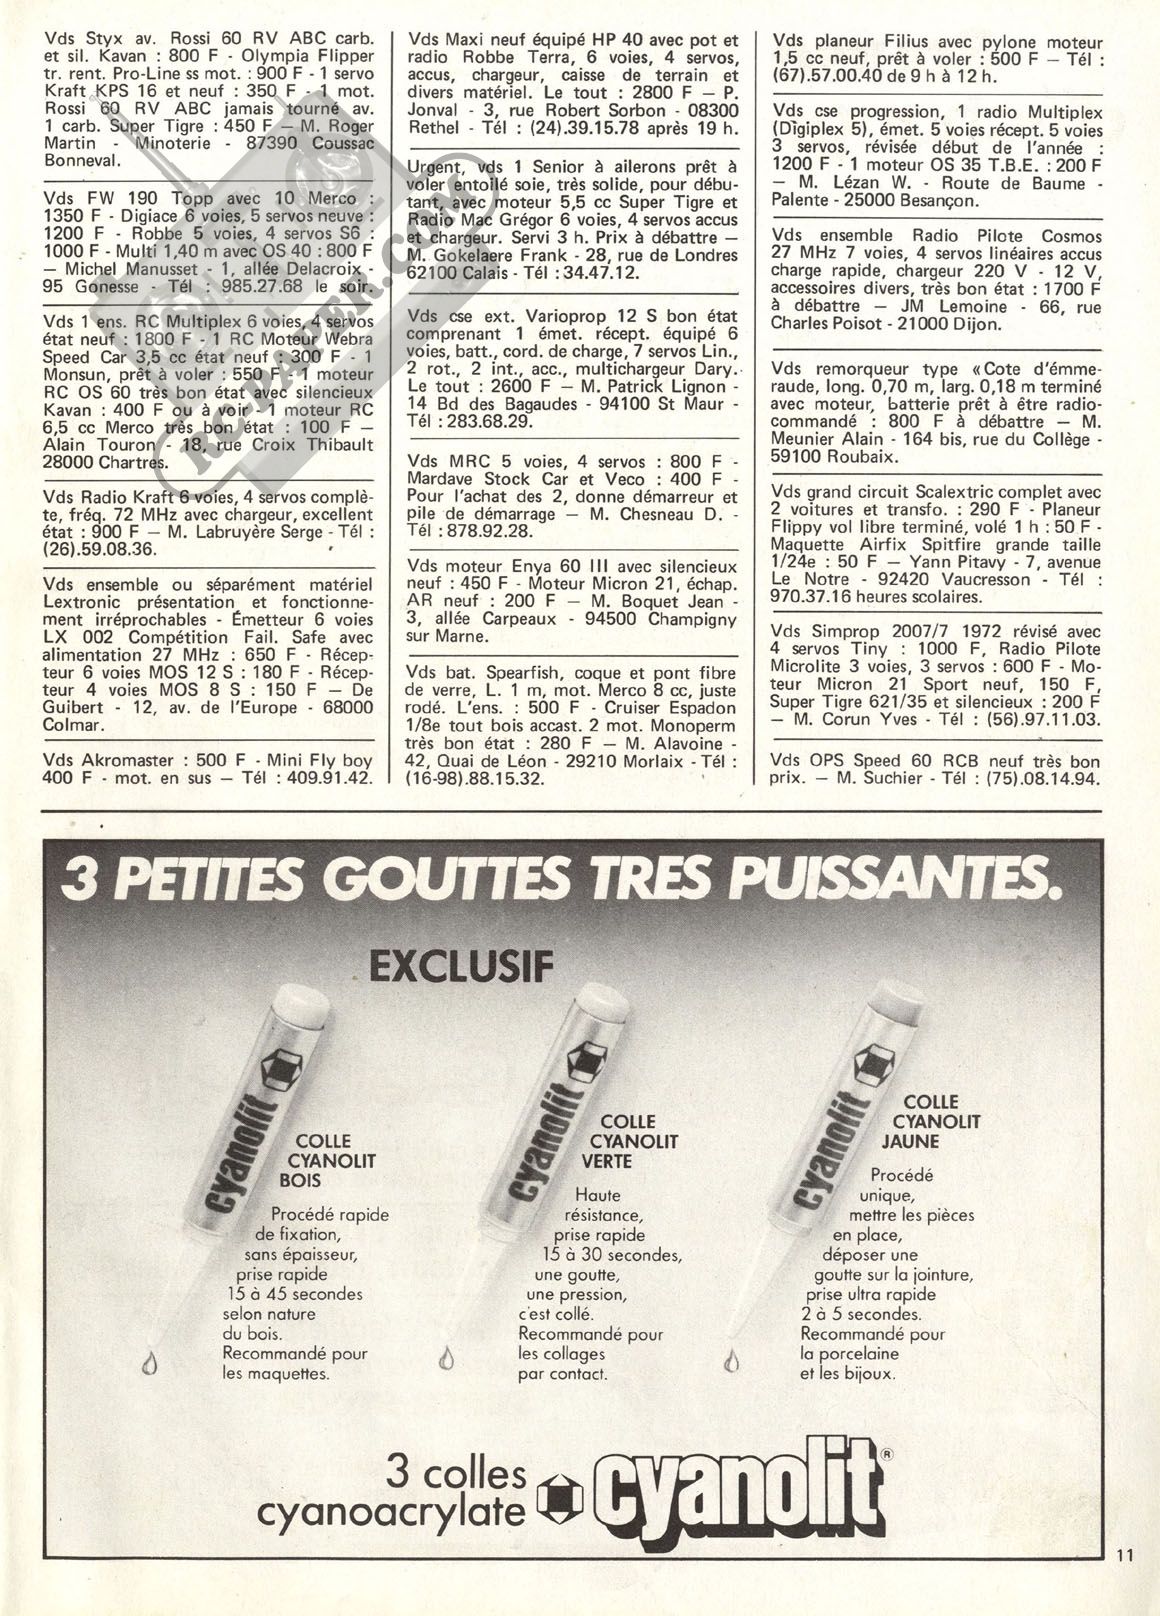 Vds Styx av. Rossi 60 RV ABC carb.
et sil. Kavan : 800 F - Olympia Flipper
tr. rent. Pro-Line ss mot. : 900 F - 1 servo
Kraft KPS 16 et neuf : 350 F - 1 mot.
Rossi 60 RV ABC jamais tourné av.
1 carb. Super Tigre : 450 F — M. Roger
Martin - Minoterie - 87390 Coussac
Bonneval.
Vds FW 190 Topp avec 10 Merco :
1350 F - Digiace 6 voies, 5 servos neuve :
1200 F - Robbe 5 voies, 4 servos S6 :
1000 F - Multi 1,40 m avec OS 40 : 800 F
— Michel Manusset - 1, allée Delacroix -
95 Gonesse - Tél : 985.27.68 le soir.
Vds 1 ens. RC Multiplex 6 voies, 4 servos
état neuf : 1800 F - 1 RC Moteur Webra
Speed Car 3,5 cc état neuf : 300 F - 1
Monsun, prêt à voler : 550 F - 1 moteur
RC OS 60 très bon état avec silencieux
Kavan : 400 F ou à voir - 1 moteur RC
6,5 cc Merco très bon état : 100 F —
Alain Touron - 18, rue Croix Thibault
28000 Chartres.
Vds Radio Kraft 6 voies, 4 servos complè-
te, fréq. 72 MHz avec chargeur, excellent
état : 900 F — M. Labruyère Serge - Tél :
(26).59.08.36.
Vds ensemble ou séparément matériel
Lextronic présentation et fonctionne-
ment irréprochables - Émetteur 6 voies
LX 002 Compétition Fail. Safe avec
alimentation 27 MHz : 650 F - Récep-
teur 6 voies MOS 12 S : 180 F - Récep-
teur 4 voies MOS 8 S : 150 F — De
Guibert - 12, av. de l'Europe - 68000
Colmar.
Vds Akromaster : 500 F - Mini Fly boy
400 F - mot. en sus — Tél : 409.91.42.
Vds Maxi neuf équipé HP 40 avec pot et
radio Robbe Terra, 6 voies, 4 servos,
accus, chargeur, caisse de terrain et
divers matériel. Le tout : 2800 F — P.
Jonval - 3, rue Robert Sorbon - 08300
Rethel - Tél : (24).39.15.78 après 19 h.
Urgent, vds 1 Senior à ailerons prêt à
voler entoilé soie, très solide, pour débu-
tant, avec moteur 5,5 cc Super Tigre et
Radio Mac Grégor 6 voies, 4 servos accus
et chargeur. Servi 3 h. Prix à débattre —
M. Gokelaere Frank - 28, rue de Londres
62100 Calais - Tél : 34.47.12.
Vds cse ext. Varioprop 12 S bon état
comprenant 1 émet. récept. équipé 6
voies, batt., cord. de charge, 7 servos Lin.,
2 rot., 2 int., acc., multichargeur Dary.
Le tout : 2600 F — M. Patrick Lignon -
14 Bd des Bagaudes - 94100 St Maur -
Tél : 283.68.29.
Vds MRC 5 voies, 4 servos : 800 F -
Mardave Stock Car et Veco : 400 F -
Pour l'achat des 2, donne démarreur et
pile de démarrage — M. Chesneau D. -
Tél : 878.92.28.
Vds moteur Enya 60 III avec silencieux
neuf : 450 F - Moteur Micron 21, échap.
AR neuf : 200 F — M. Boquet Jean -
3, allée Carpeaux - 94500 Champigny
sur Marne.
Vds bat. Spearfish, coque et pont fibre
de verre, L. 1 m, mot. Merco 8 cc, juste
rodé. L'ens. : 500 F - Cruiser Espadon
1/8e tout bois accast. 2 mot. Monoperm
très bon état : 280 F — M. Alavoine -
42, Quai de Léon - 29210 Morlaix - Tél :
(16-98).88.15.32.
Vds planeur Filius avec pylone moteur
1,5 cc neuf, prêt à voler : 500 F — Tél :
(67).57.00.40 de 9 h à 12 h.
Vds cse progression, 1 radio Multiplex
(Digiplex 5), émet. 5 voies récept. 5 voies
3 servos, révisée début de l'année :
1200 F - 1 moteur OS 35 T.B.E. : 200 F
— M. Lézan W. - Route de Baume -
Palente - 25000 Besançon.
Vds ensemble Radio Pilote Cosmos
27 MHz 7 voies, 4 servos linéaires accus
charge rapide, chargeur 220 V - 12 V,
accessoires divers, très bon état : 1700 F
à débattre — JM Lemoine - 66, rue
Charles Poisot - 21000 Dijon.
Vds remorqueur type «Cote d'éme-
raude, long. 0,70 m, larg. 0,18 m terminé
avec moteur, batterie prêt à être radio-
commandé : 800 F à débattre — M.
Meunier Alain - 164 bis, rue du Collège -
59100 Roubaix.
Vds grand circuit Scalextric complet avec
2 voitures et transfo. : 290 F - Planeur
Flippy vol libre terminé, volé 1 h : 50 F -
Maquette Airfix Spitfire grande taille
1/24e : 50 F — Yann Pitavy - 7, avenue
Le Notre - 92420 Vaucresson - Tél :
970.37.16 heures scolaires.
Vds Simprop 2007/7 1972 révisé avec
4 servos Tiny : 1000 F, Radio Pilote
Microlite 3 voies, 3 servos : 600 F - Mo-
teur Micron 21 Sport neuf, 150 F,
Super Tigre 621/35 et silencieux : 200 F
— M. Corun Yves - Tél : (56).97.11.03.
Vds OPS Speed 60 RCB neuf très bon
prix. — M. Suchier - Tél : (75).08.14.94.
RC-PAPER.COM
3 PETITES GOUTTES TRES PUISSANTES.
EXCLUSIF
cyanolit
COLLE
CYANOLIT
BOIS
Procédé rapide
de fixation,
sans épaisseur,
prise rapide
15 à 45 secondes
selon nature
du bois.
Recommandé pour
les maquettes.
cyanolit
COLLE
CYANOLIT
VERTE
Haute
résistance,
prise rapide
15 à 30 secondes,
une goutte,
une pression,
c'est collé.
Recommandé pour
les collages
par contact.
cyanolit
COLLE
CYANOLIT
JAUNE
Procédé
unique,
mettre les pièces
en place,
déposer une
goutte sur la jointure,
prise ultra rapide
2 à 5 secondes.
Recommandé pour
la porcelaine
et les bijoux.
3 colles
cyanoacrylate
cyanolit®
11